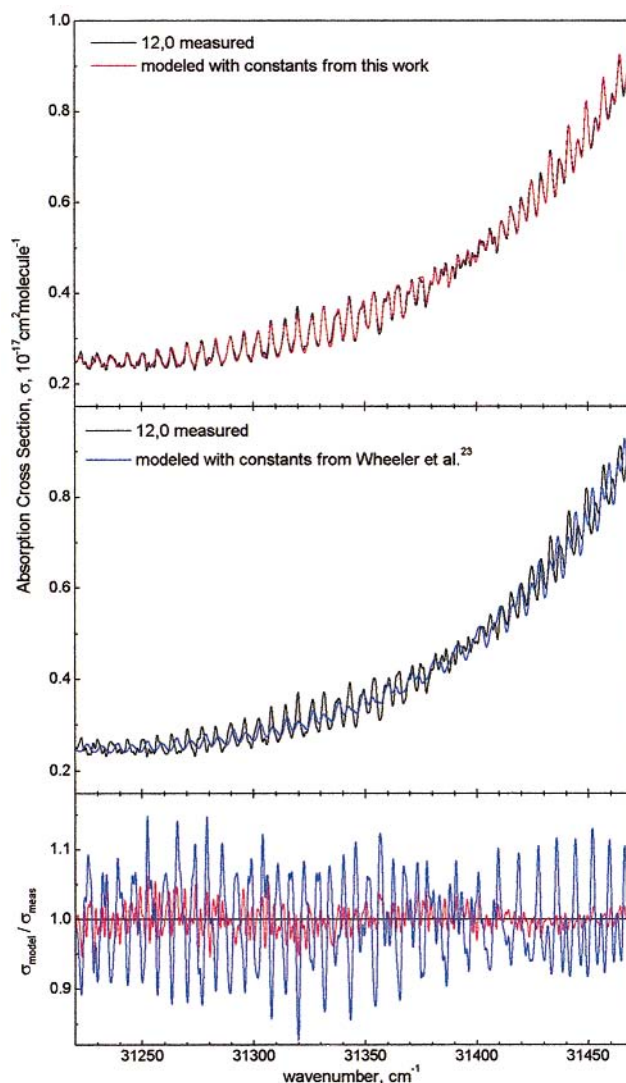 1.0
12,0 measured
modeled with constants from this work
0.8
0.6
0.4
0.2
12,0 measured
modeled with constants from Wheeler et al.23
0.8
0.6
0.4
0.2
Absorption Cross Section, σ, 10-17cm2molecule-1
1.1
1.0
0.9
σmodel / σmeas
31250 31300 31350 31400 31450
wavenumber, cm-1